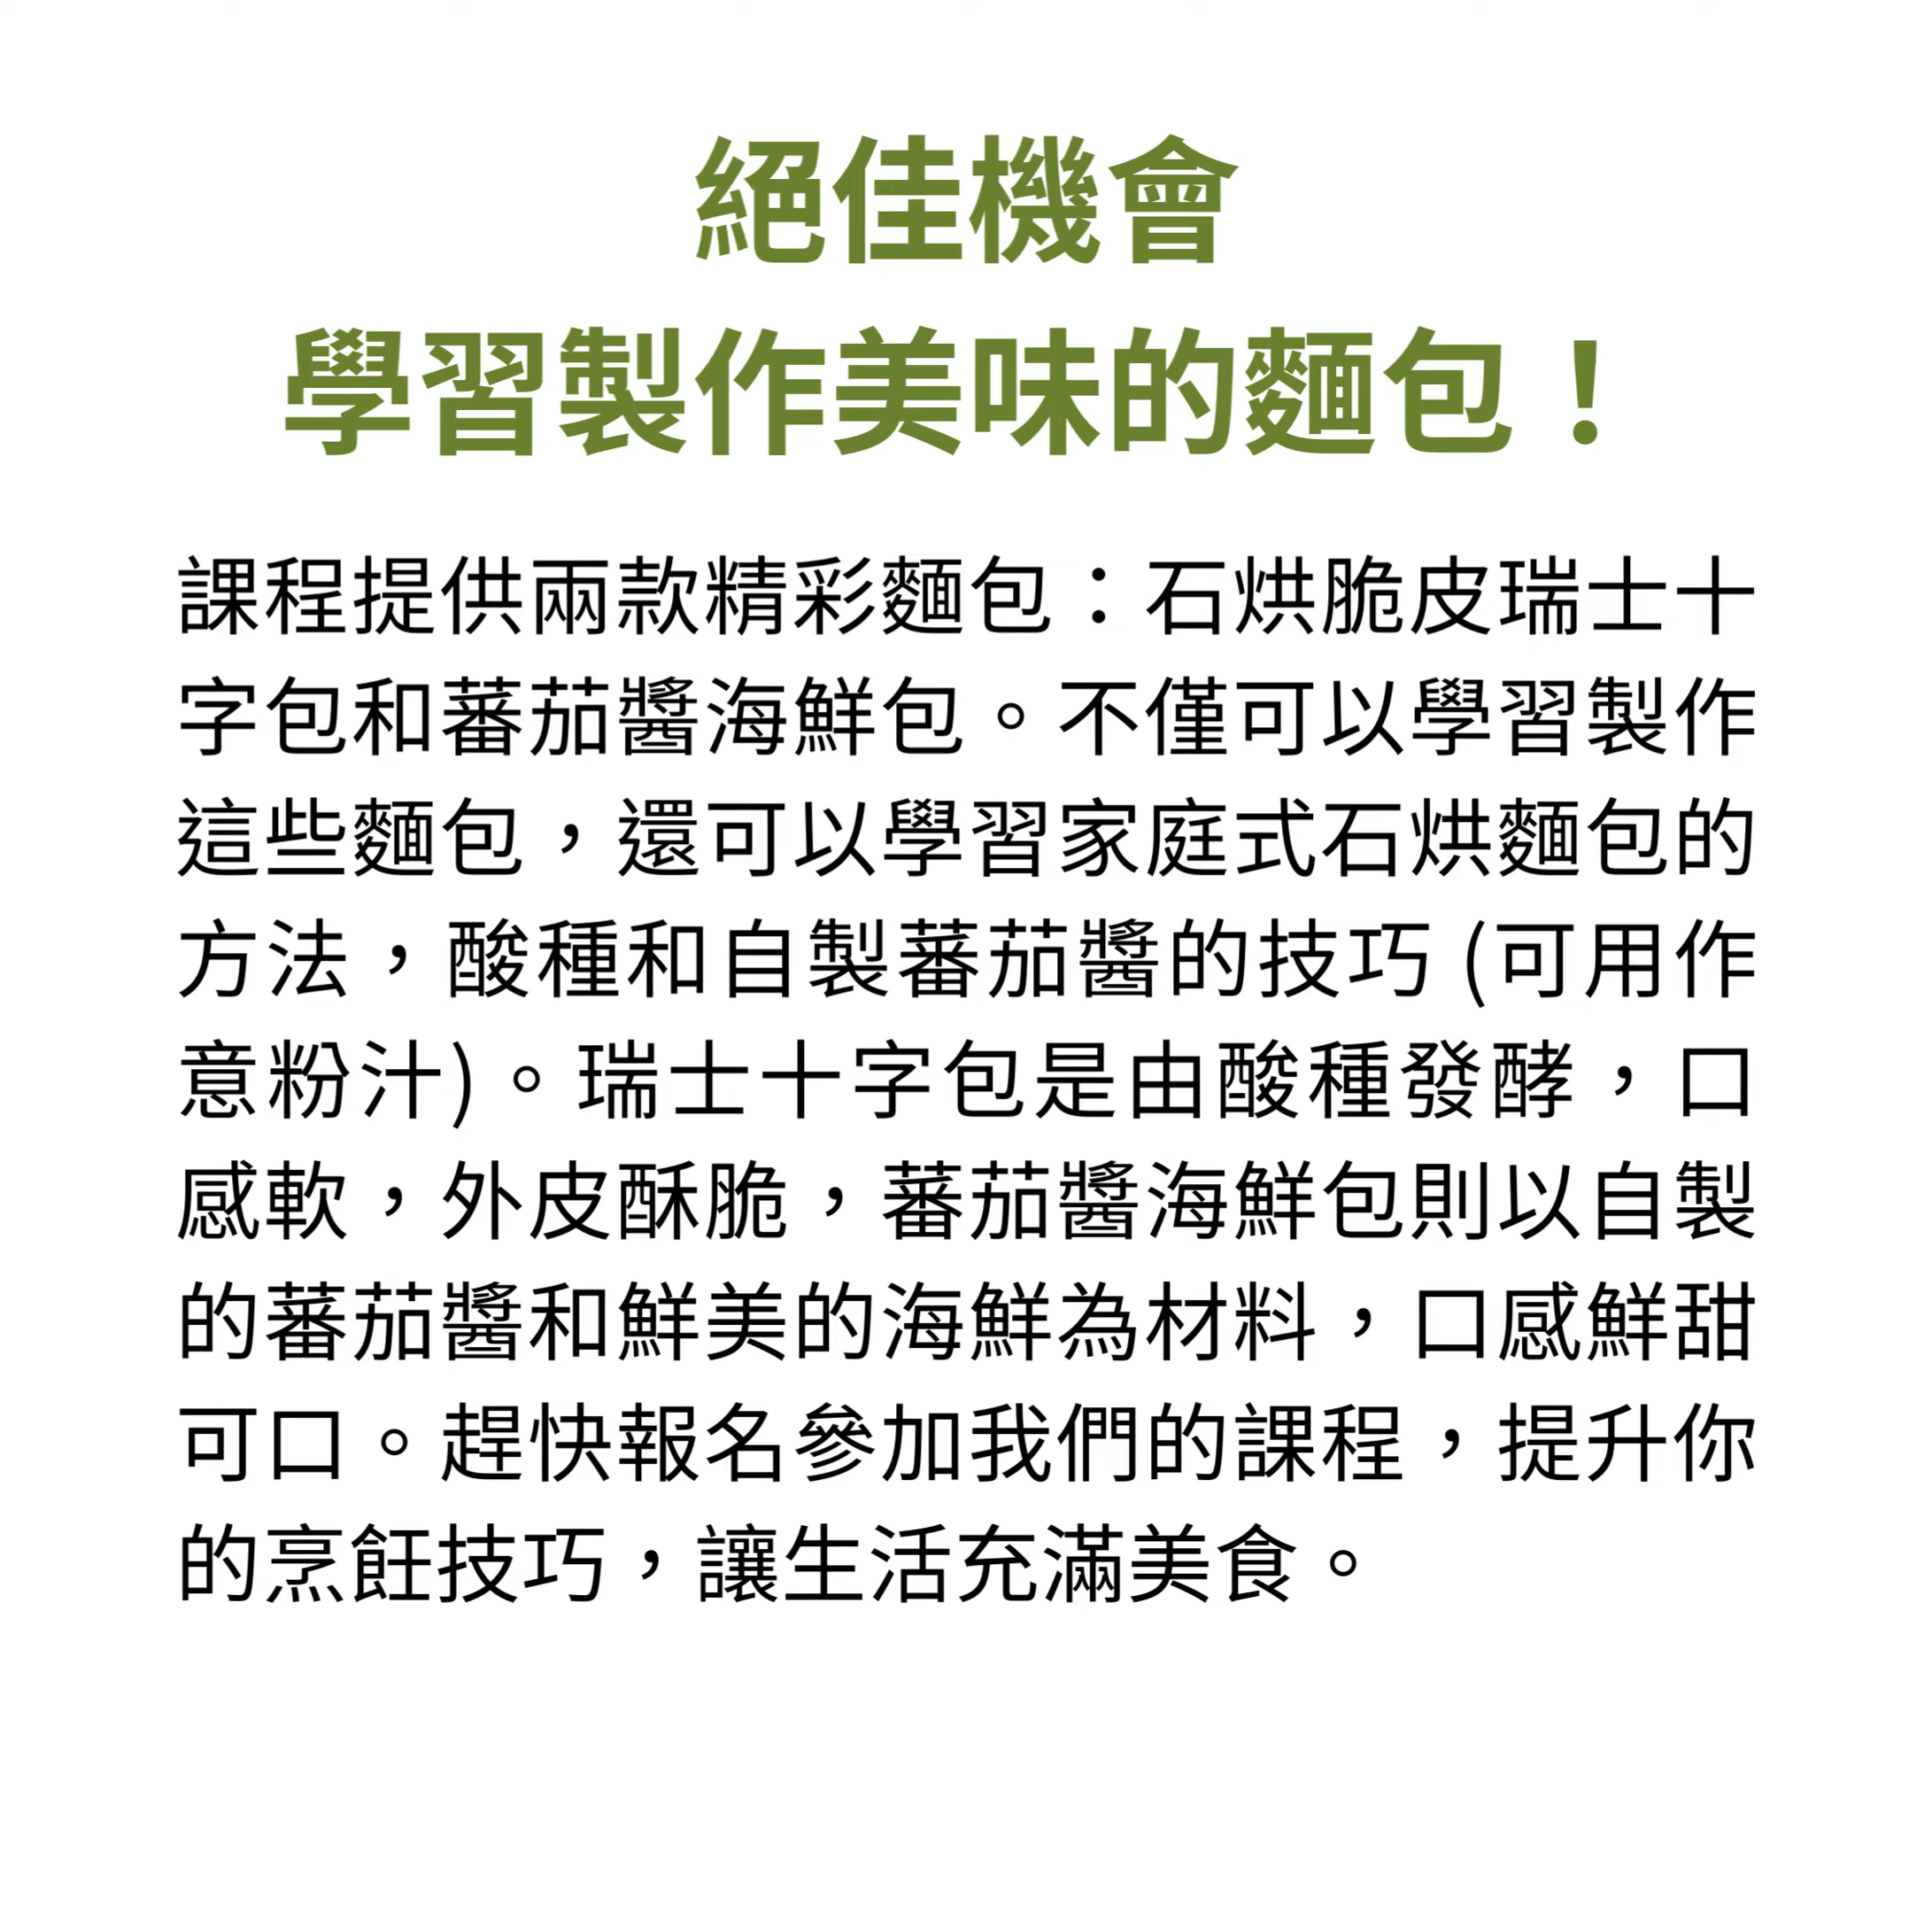 絕佳機會
學習製作美味的麵包！
課程提供兩款精彩麵包：石烘脆皮瑞士十
字包和蕃茄醬海鮮包。不僅可以學習製作
這些麵包，還可以學習家庭式石烘麵包的
方法，酸種和自製蕃茄醬的技巧 (可用作
意粉汁)。瑞士十字包是由酸種發酵，口
感軟，外皮酥脆，蕃茄醬海鮮包則以自製
的蕃茄醬和鮮美的海鮮為材料，口感鮮甜
可口。趕快報名參加我們的課程，提升你
的烹飪技巧，讓生活充滿美食。